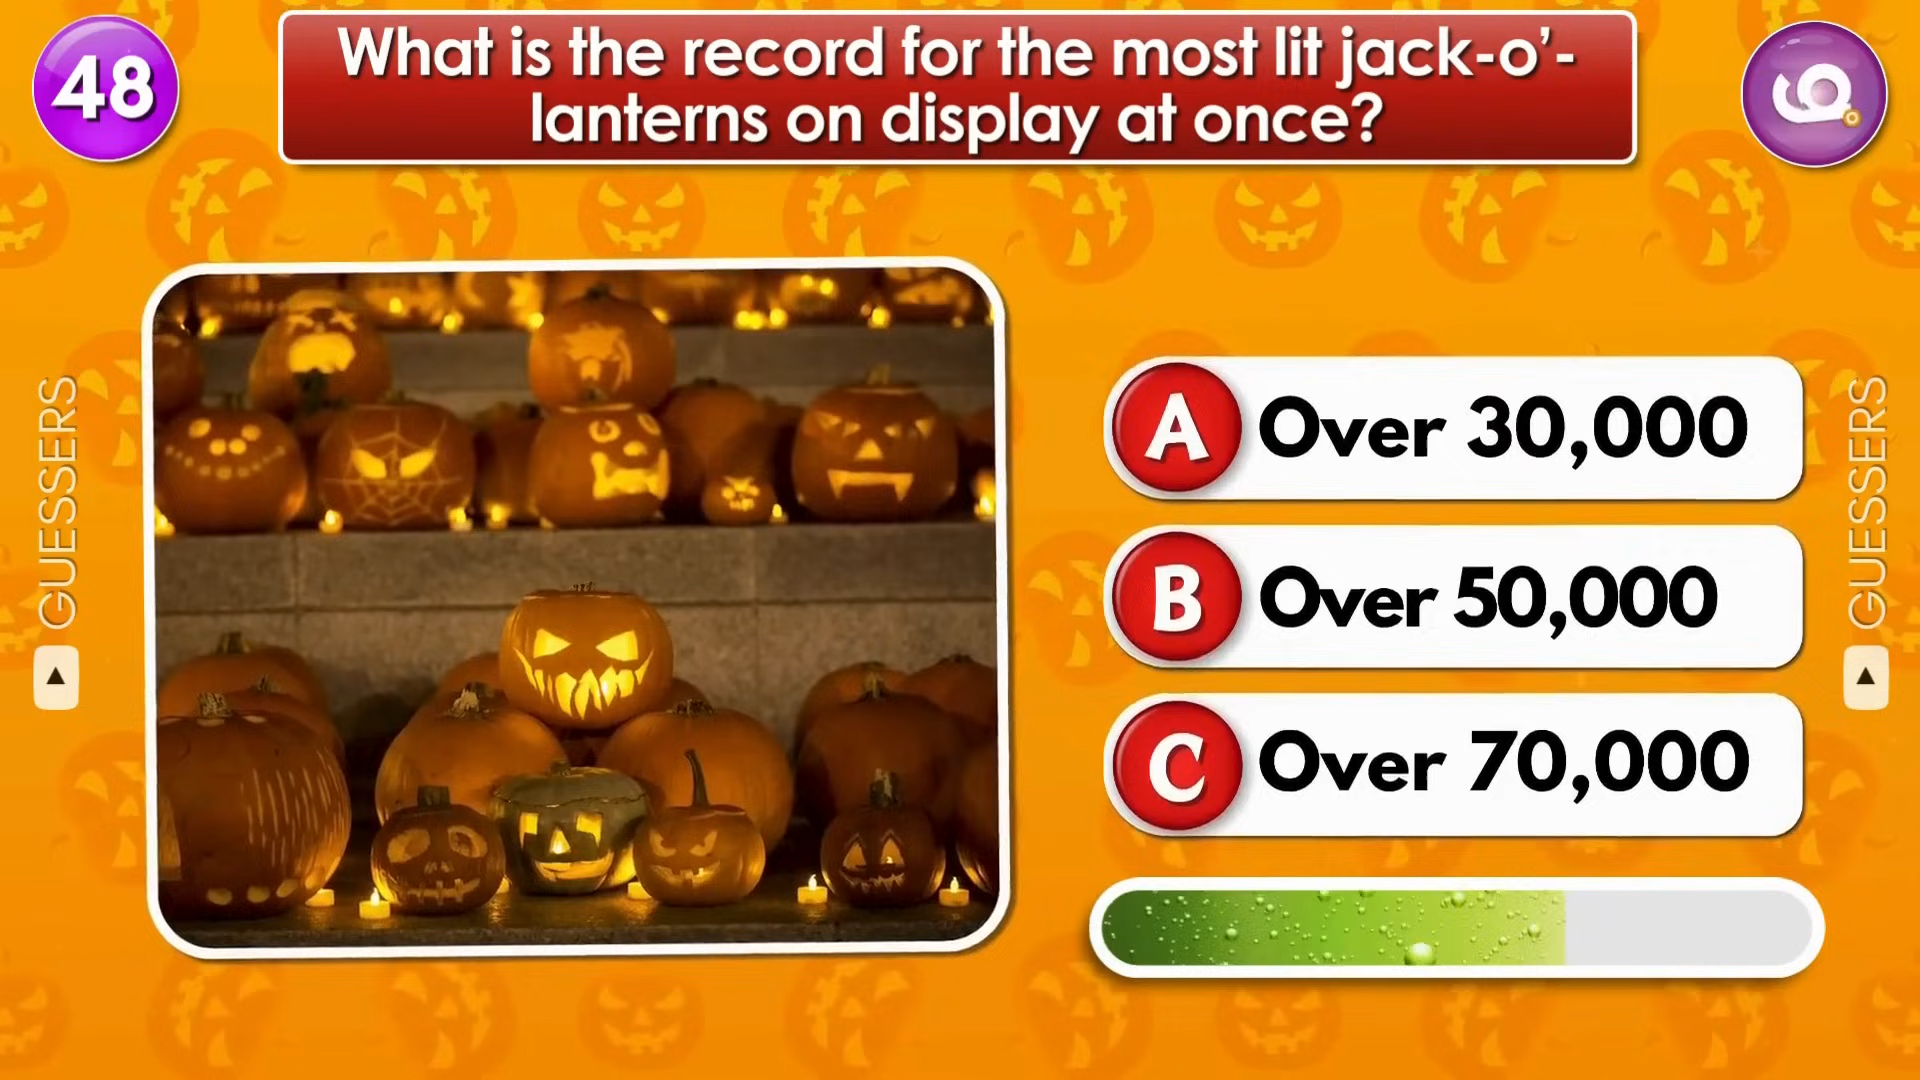 48
What is the record for the most lit jack-o’-
lanterns on display at once?
GUESSERS
A Over 30,000
B Over 50,000
C Over 70,000
GUESSERS